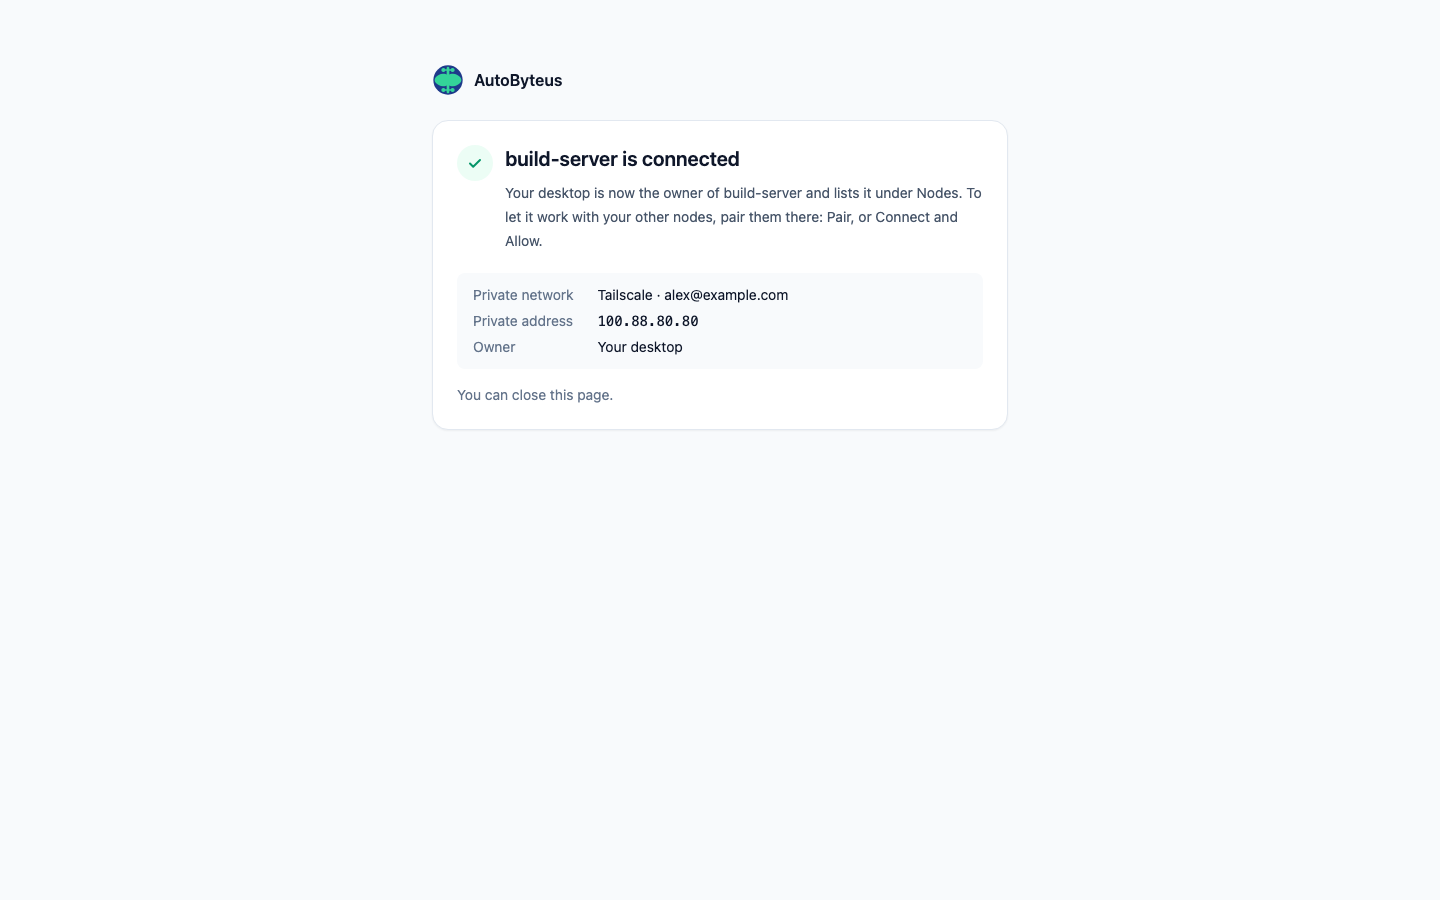 AutoByteus
build-server is connected
Your desktop is now the owner of build-server and lists it under Nodes. To
let it work with your other nodes, pair them there: Pair, or Connect and
Allow.
Private network Tailscale · alex@example.com
Private address 100.88.80.80
Owner Your desktop
You can close this page.